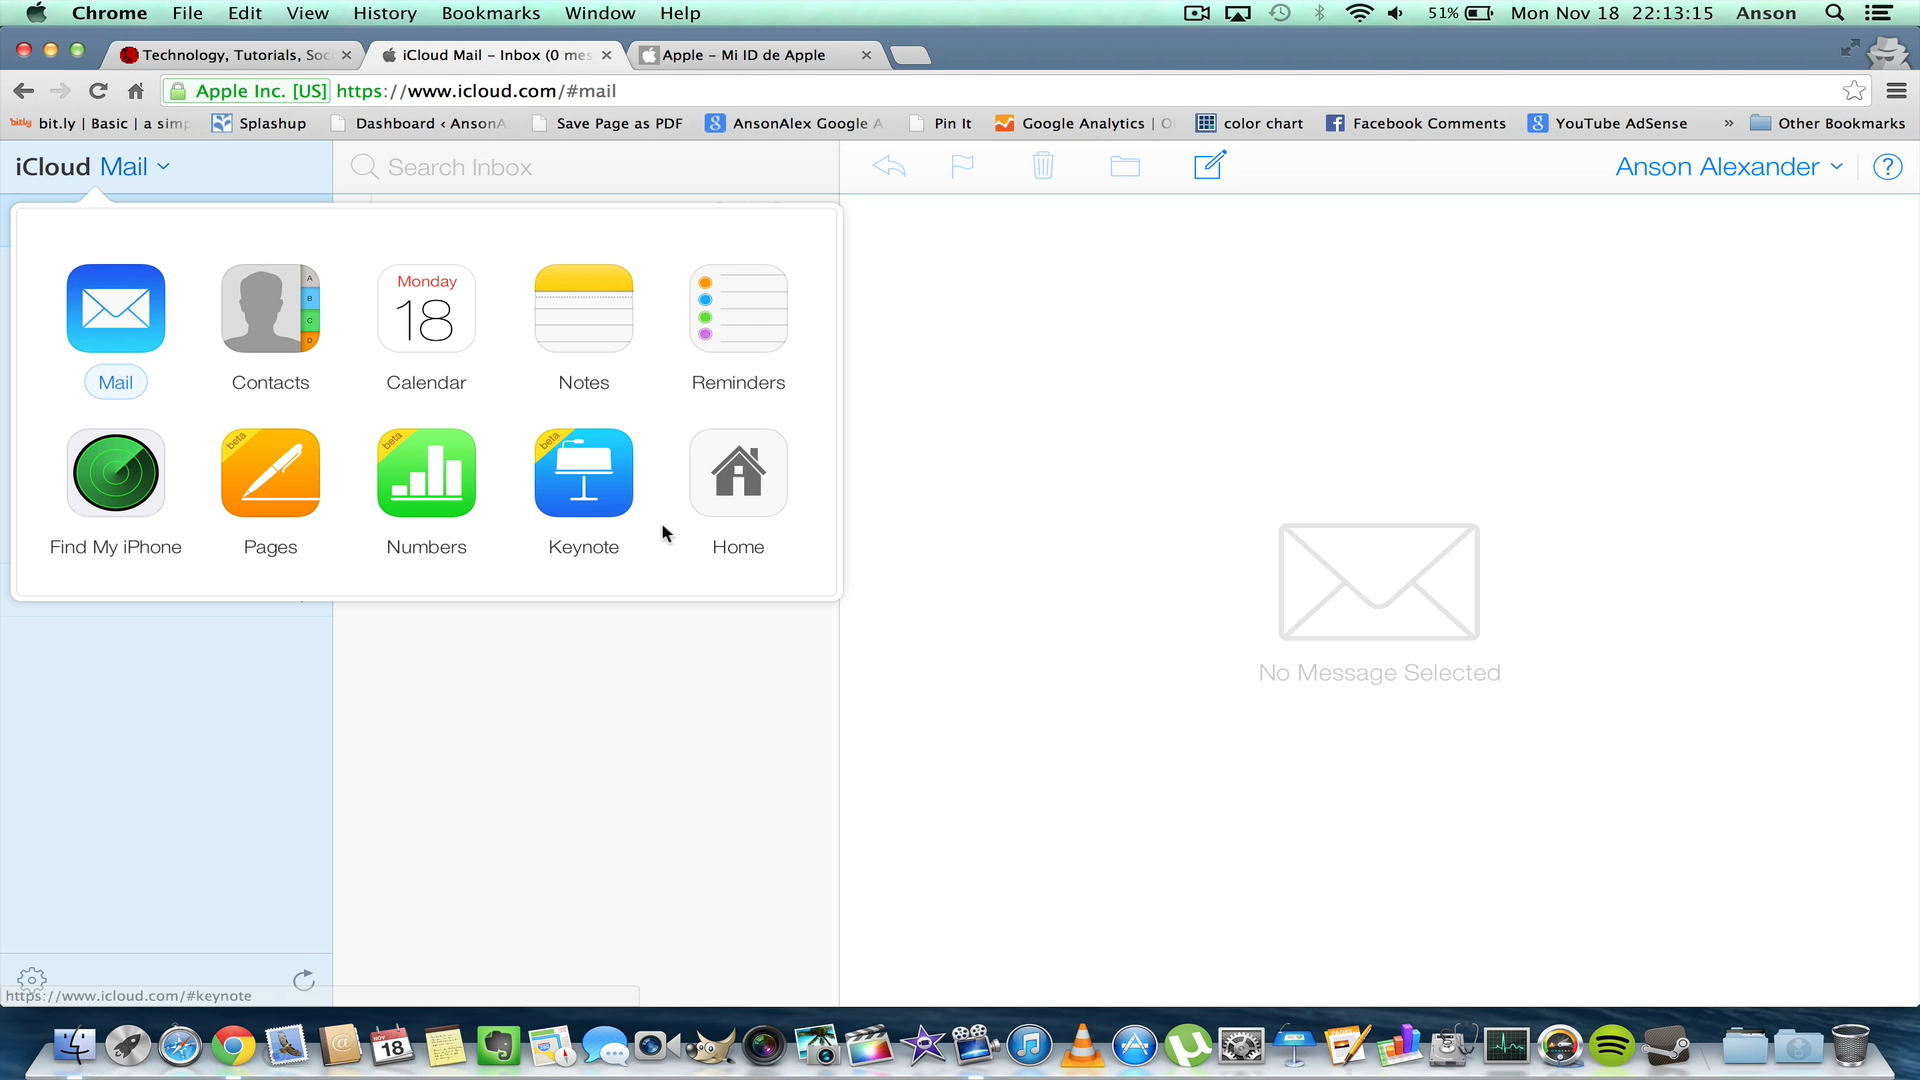 Chrome File Edit View History Bookmarks Window Help 51% Mon Nov 18 22:13:15 Anson
Technology, Tutorials, Soc iCloud Mail - Inbox (0 mes Apple - Mi ID de Apple
Apple Inc. [US] https://www.icloud.com/#mail
bitly bit.ly | Basic | a simp Splashup Dashboard ‹ AnsonA Save Page as PDF AnsonAlex Google A Pin It Google Analytics | O color chart Facebook Comments YouTube AdSense » Other Bookmarks
iCloud Mail Search Inbox Anson Alexander ?
Monday
18
A
B
C
D
Mail Contacts Calendar Notes Reminders
beta beta beta
Find My iPhone Pages Numbers Keynote Home
No Message Selected
https://www.icloud.com/#keynote
18